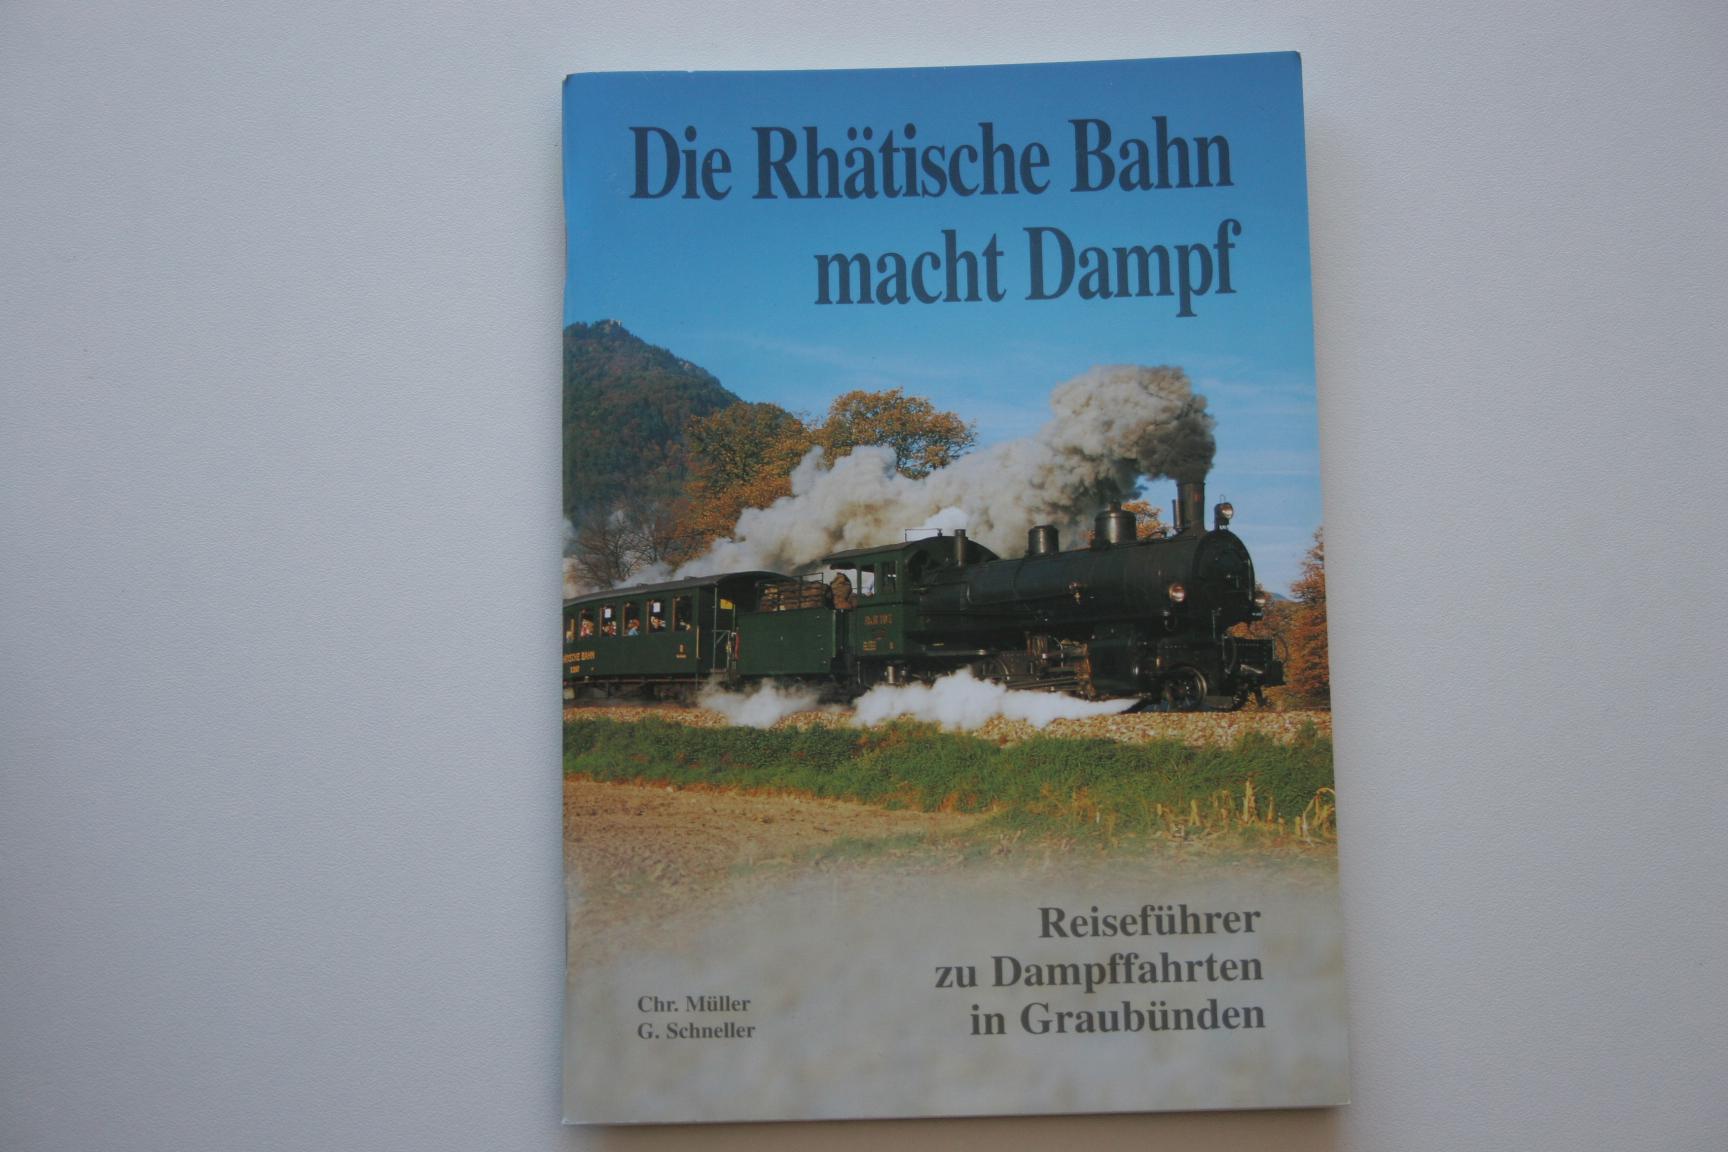 Die Rhätische Bahn
macht Dampf
Reiseführer
zu Dampffahrten
in Graubünden
Chr. Müller
G. Schneller